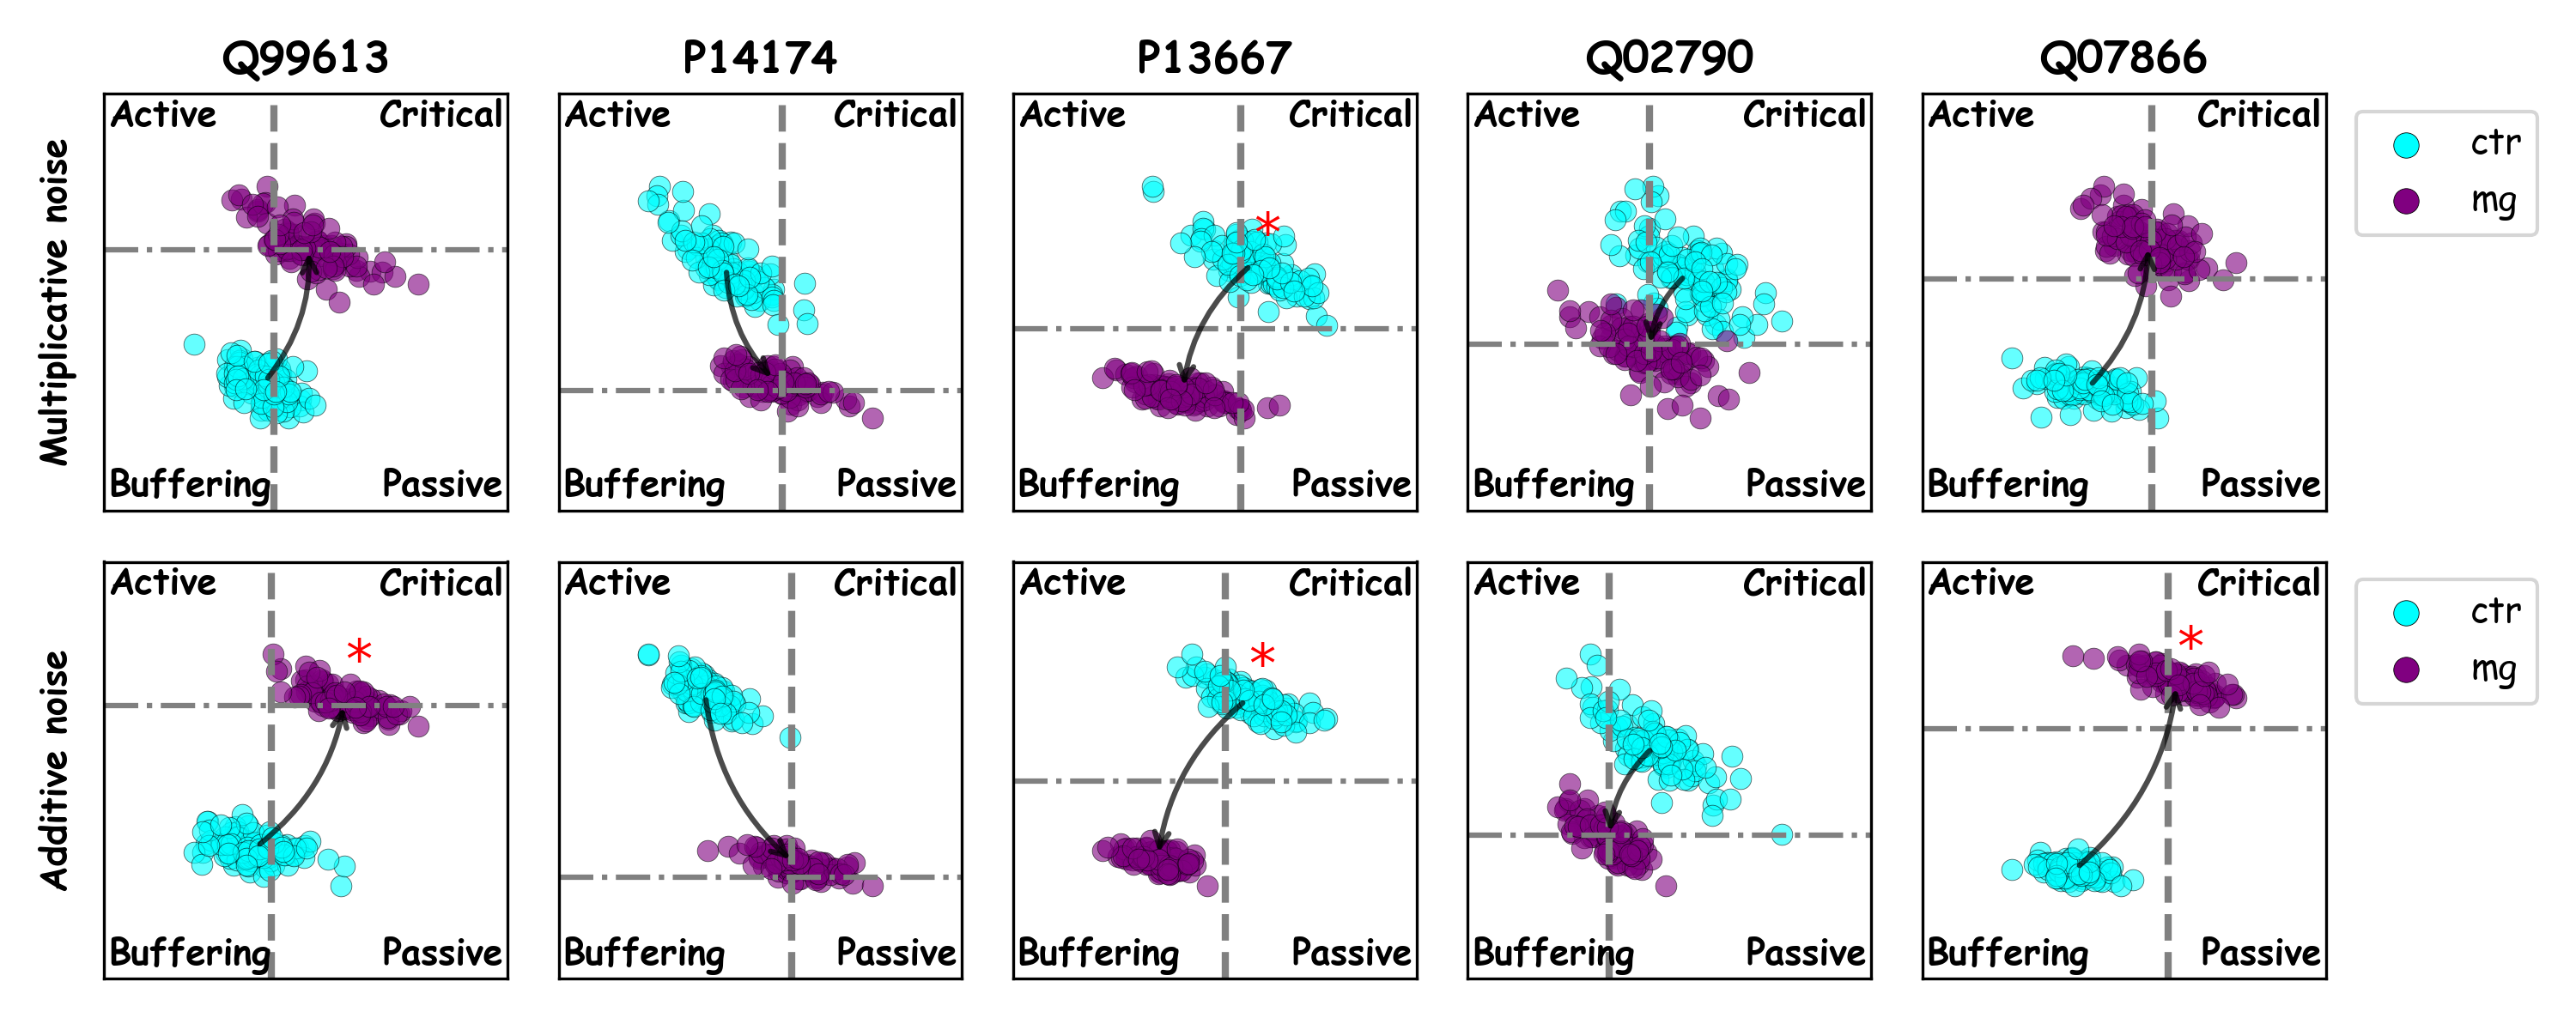 Q99613 P14174 P13667 Q02790 Q07866
Multiplicative noise
Active Critical Active Critical Active Critical Active Critical Active Critical
*
Buffering Passive Buffering Passive Buffering Passive Buffering Passive Buffering Passive
ctr
mg
Additive noise
Active Critical Active Critical Active Critical Active Critical Active Critical
* * *
Buffering Passive Buffering Passive Buffering Passive Buffering Passive Buffering Passive
ctr
mg